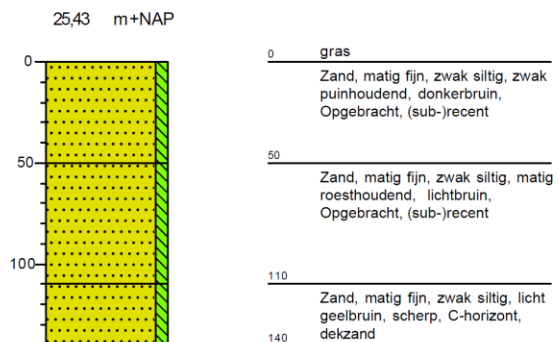 25,43 m+NAP
0
50
100
0 gras
Zand, matig fijn, zwak siltig, zwak
puinhoudend, donkerbruin,
Opgebracht, (sub-)recent
50
Zand, matig fijn, zwak siltig, matig
roesthoudend, lichtbruin,
Opgebracht, (sub-)recent
110
Zand, matig fijn, zwak siltig, licht
geelbruin, scherp, C-horizont,
dekzand
140